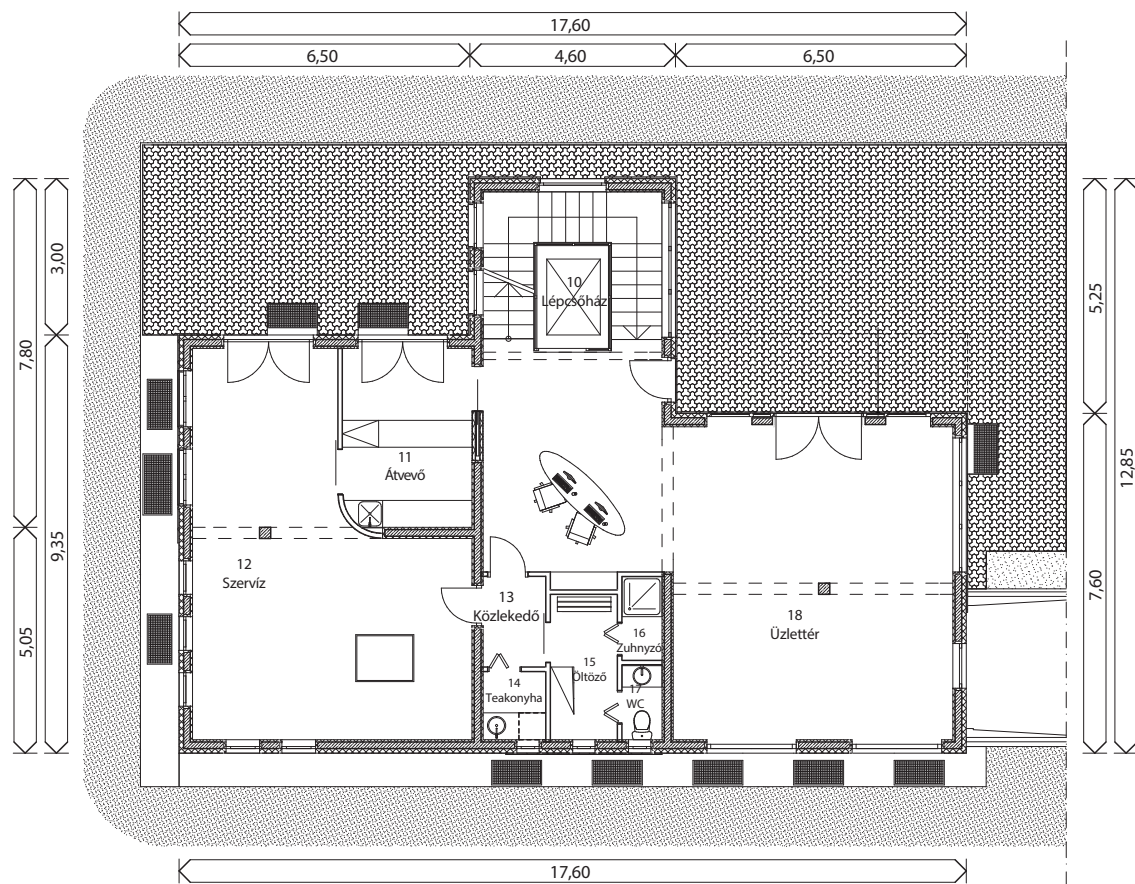 17,60
6,50
4,60
6,50
3,00
7,80
9,35
5,05
5,25
12,85
7,60
10
Lépcsőház
11
Átvevő
12
Szervíz
13
Közlekedő
14
Teakonyha
15
Öltöző
16
Zuhnyzó
17
WC
18
Üzlettér
17,60